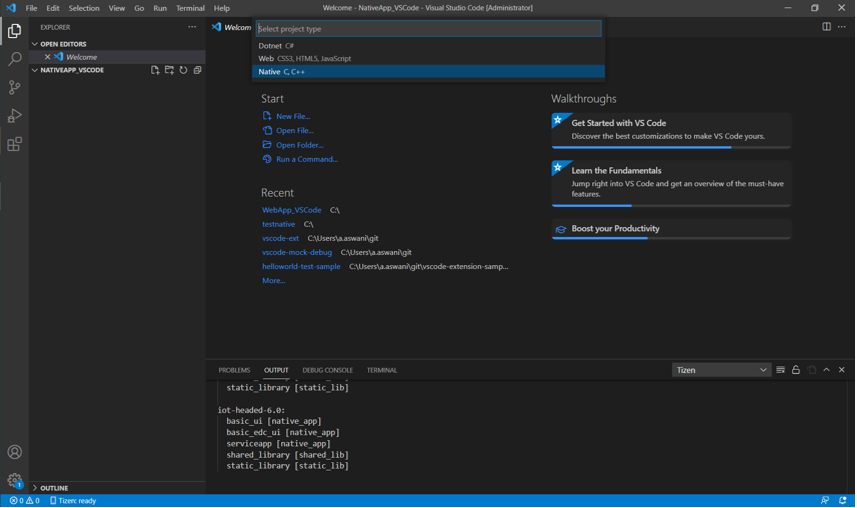 File Edit Selection View Go Run Terminal Help
Welcome - NativeApp_VSCode - Visual Studio Code [Administrator]
EXPLORER
OPEN EDITORS
Welcome
NATIVEAPP_VSCODE
Welcom
Select project type
Dotnet C#
Web CSS3, HTML5, JavaScript
Native C, C++
Start
New File...
Open File...
Open Folder...
Run a Command...
Recent
WebApp_VSCode C:\
testnative C:\
vscode-ext C:\Users\a.aswani\git
vscode-mock-debug C:\Users\a.aswani\git
helloworld-test-sample C:\Users\a.aswani\git\vscode-extension-samp...
More...
Walkthroughs
Get Started with VS Code
Discover the best customizations to make VS Code yours.
Learn the Fundamentals
Jump right into VS Code and get an overview of the must-have
features.
Boost your Productivity
PROBLEMS OUTPUT DEBUG CONSOLE TERMINAL
Tizen
static_library [static_lib]
iot-headed-6.0:
basic_ui [native_app]
basic_edc_ui [native_app]
serviceapp [native_app]
shared_library [shared_lib]
static_library [static_lib]
1
OUTLINE
0 0 Tizen: ready